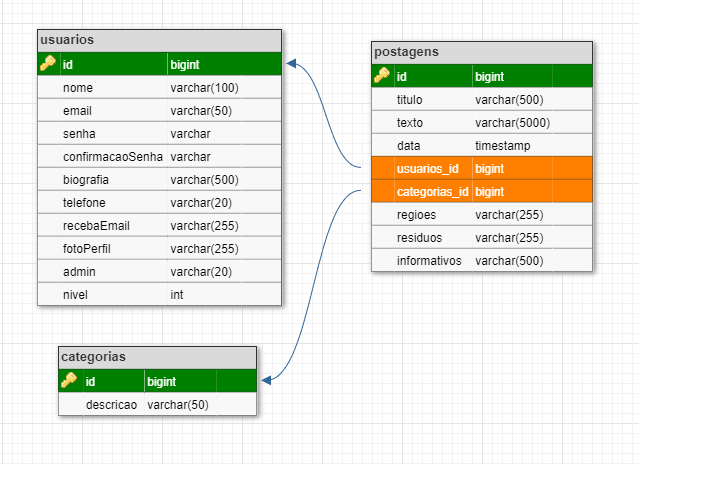 usuarios
id bigint
nome varchar(100)
email varchar(50)
senha varchar
confirmacaoSenha varchar
biografia varchar(500)
telefone varchar(20)
recebaEmail varchar(255)
fotoPerfil varchar(255)
admin varchar(20)
nivel int
postagens
id bigint
titulo varchar(500)
texto varchar(5000)
data timestamp
usuarios_id bigint
categorias_id bigint
regioes varchar(255)
residuos varchar(255)
informativos varchar(500)
categorias
id bigint
descricao varchar(50)